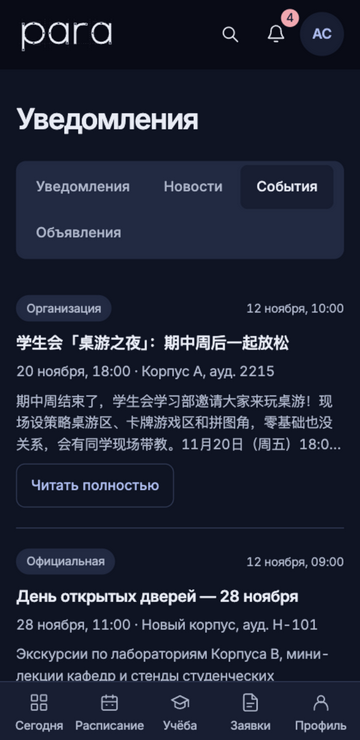 para
4
АС
Уведомления
Уведомления Новости События
Объявления
Организация 12 ноября, 10:00
学生会「桌游之夜」：期中周后一起放松
20 ноября, 18:00 · Корпус А, ауд. 2215
期中周结束了，学生会学习部邀请大家来玩桌游！现
场设策略桌游区、卡牌游戏区和拼图角，零基础也没
关系，会有同学现场带教。11月20日（周五）18:0...
Читать полностью
Официальная 12 ноября, 09:00
День открытых дверей — 28 ноября
28 ноября, 11:00 · Новый корпус, ауд. Н-101
Экскурсии по лабораториям Корпуса В, мини-
лекции кафедр и стенды студенческих
Сегодня Расписание Учёба Заявки Профиль